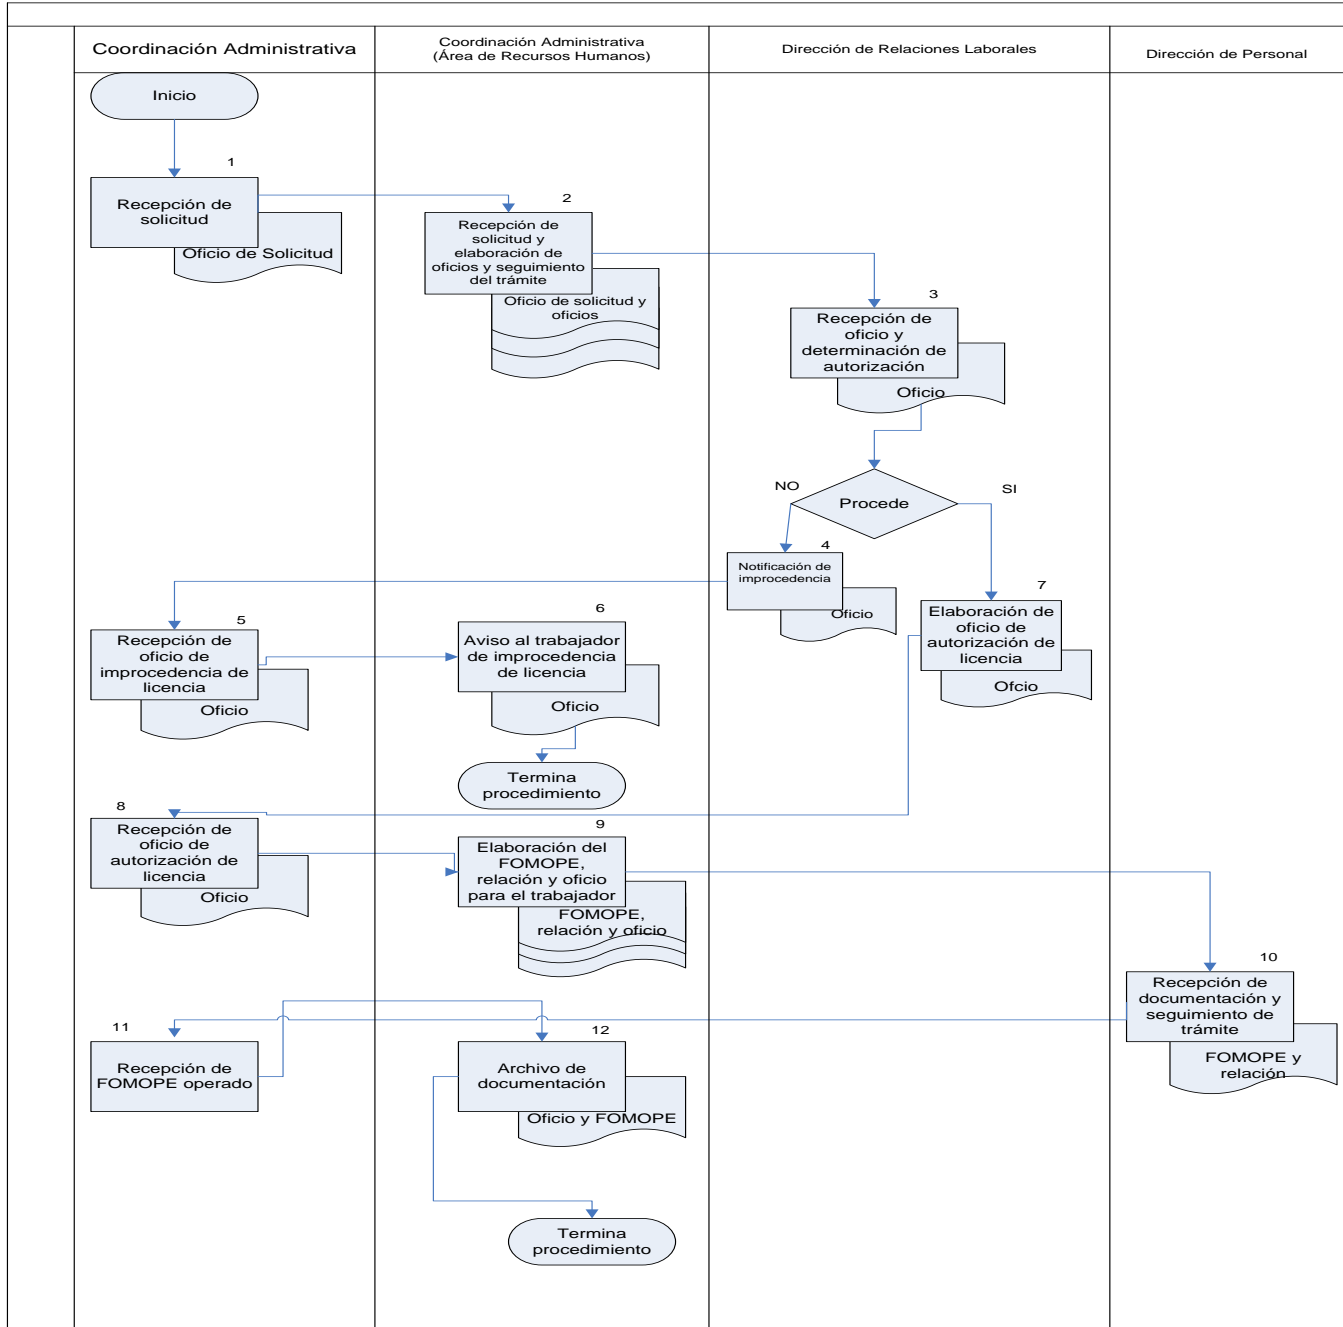 Coordinación Administrativa
Coordinación Administrativa
(Área de Recursos Humanos)
Dirección de Relaciones Laborales
Dirección de Personal
Inicio
1
Recepción de
solicitud
Oficio de Solicitud
2
Recepción de
solicitud y
elaboración de
oficios y seguimiento
del trámite
Oficio de solicitud y
oficios
3
Recepción de
oficio y
determinación de
autorización
Oficio
Procede
NO
SI
4
Notificación de
improcedencia
Oficio
5
Recepción de
oficio de
improcedencia de
licencia
Oficio
6
Aviso al trabajador
de improcedencia
de licencia
Oficio
Termina
procedimiento
7
Elaboración de
oficio de
autorización de
licencia
Ofcio
8
Recepción de
oficio de
autorización de
licencia
Oficio
9
Elaboración del
FOMOPE,
relación y oficio
para el trabajador
FOMOPE,
relación y oficio
10
Recepción de
documentación y
seguimiento de
trámite
FOMOPE y
relación
11
Recepción de
FOMOPE operado
12
Archivo de
documentación
Oficio y FOMOPE
Termina
procedimiento